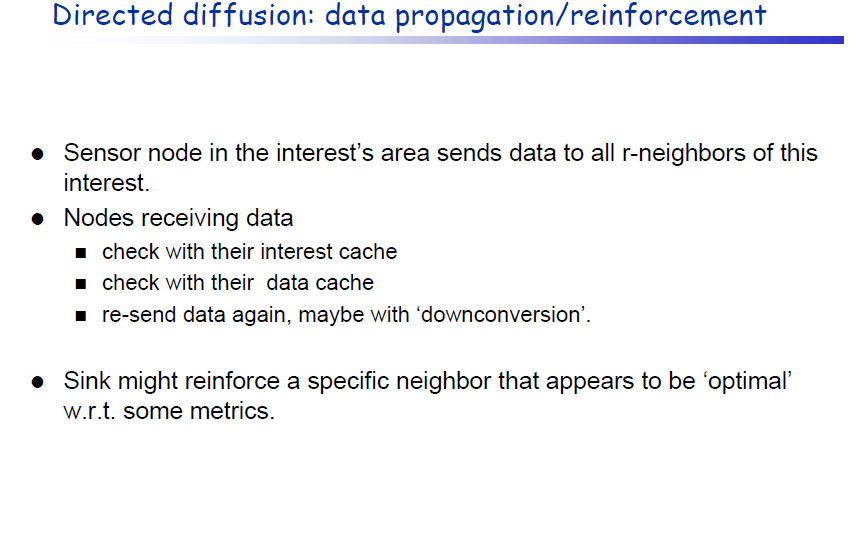 Directed diffusion: data propagation/reinforcement
● Sensor node in the interest's area sends data to all r-neighbors of this
interest.
● Nodes receiving data
■ check with their interest cache
■ check with their data cache
■ re-send data again, maybe with ‘downconversion’.
● Sink might reinforce a specific neighbor that appears to be ‘optimal’
w.r.t. some metrics.